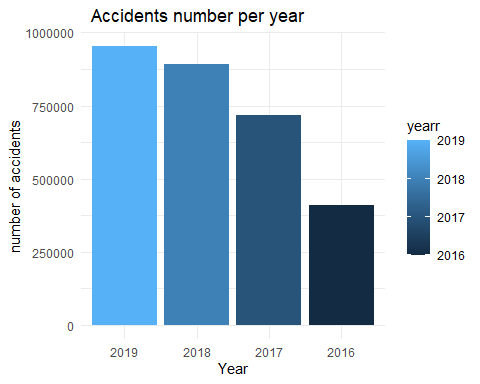 Accidents number per year
number of accidents
1000000
750000
500000
250000
0
2019 2018 2017 2016
Year
yearr
2019
2018
2017
2016